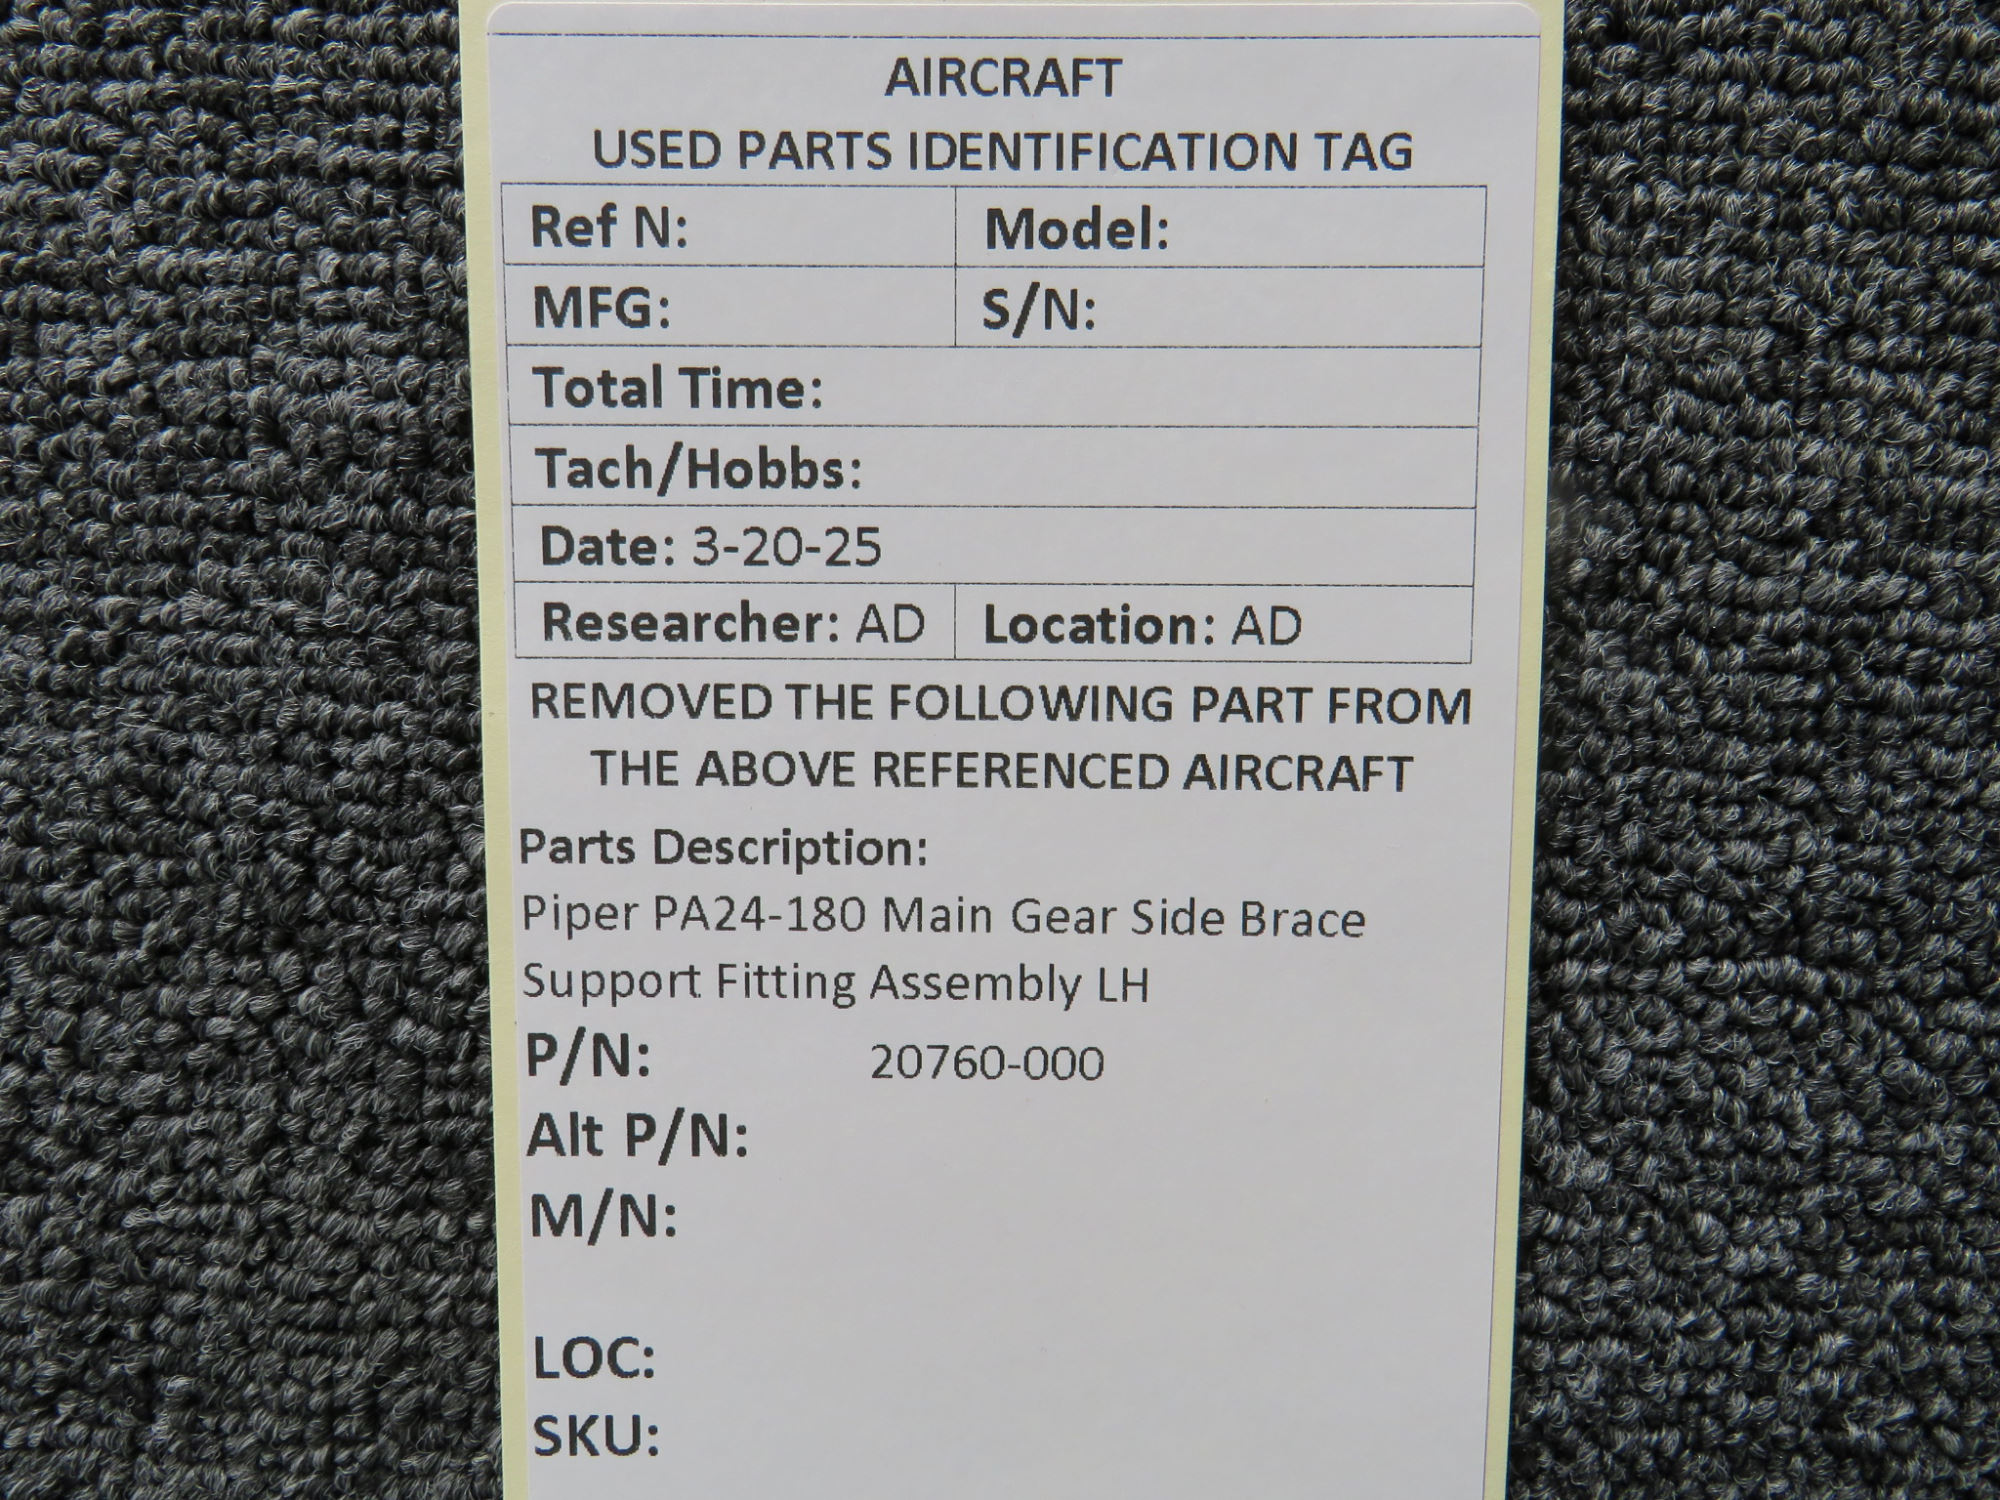 AIRCRAFT
USED PARTS IDENTIFICATION TAG
Ref N: Model:
MFG: S/N:
Total Time:
Tach/Hobbs:
Date: 3-20-25
Researcher: AD Location: AD
REMOVED THE FOLLOWING PART FROM
THE ABOVE REFERENCED AIRCRAFT
Parts Description:
Piper PA24-180 Main Gear Side Brace
Support Fitting Assembly LH
P/N: 20760-000
Alt P/N:
M/N:
LOC:
SKU: